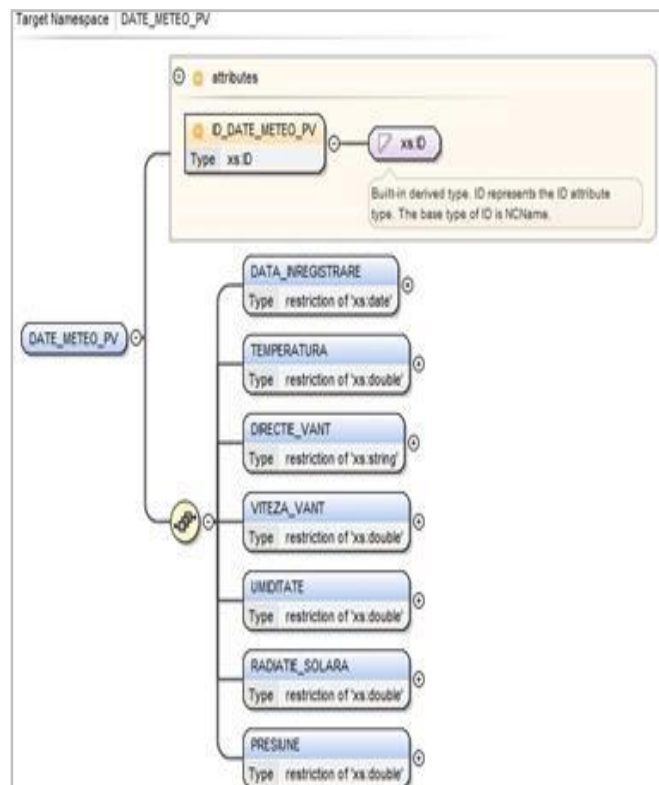 Target Namespace DATE_METEO_PV
attributes
ID_DATE_METEO_PV
Type xs:ID
xs:ID
Built-in derived type. ID represents the ID attribute
type. The base type of ID is NCName.
DATE_METEO_PV
DATA_INREGISTRARE
Type restriction of 'xs:date'
TEMPERATURA
Type restriction of 'xs:double'
DIRECTIE_VANT
Type restriction of 'xs:string'
VITEZA_VANT
Type restriction of 'xs:double'
UMIDITATE
Type restriction of 'xs:double'
RADIATIE_SOLARA
Type restriction of 'xs:double'
PRESIUNE
Type restriction of 'xs:double'